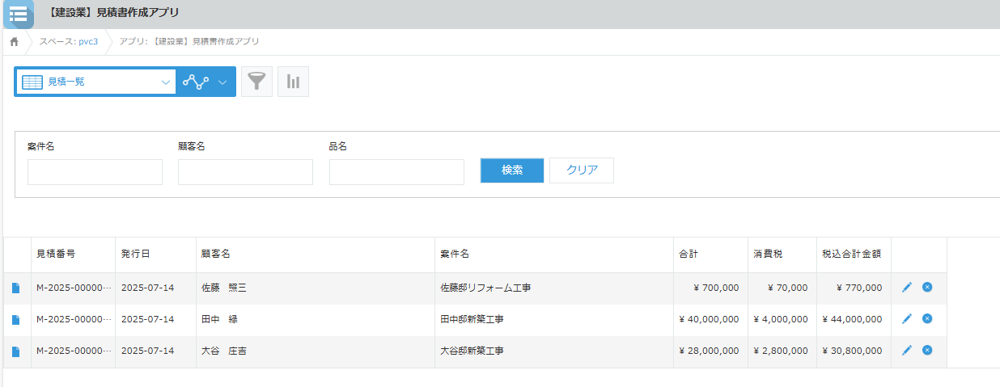 【建設業】見積書作成アプリ
スペース: pvc3 アプリ: 【建設業】見積書作成アプリ
見積一覧
案件名 顧客名 品名
検索 クリア
見積番号 発行日 顧客名 案件名 合計 消費税 税込合計金額
M-2025-00000… 2025-07-14 佐藤　照三 佐藤邸リフォーム工事 ¥ 700,000 ¥ 70,000 ¥ 770,000
M-2025-00000… 2025-07-14 田中　緑 田中邸新築工事 ¥ 40,000,000 ¥ 4,000,000 ¥ 44,000,000
M-2025-00000… 2025-07-14 大谷　庄吉 大谷邸新築工事 ¥ 28,000,000 ¥ 2,800,000 ¥ 30,800,000